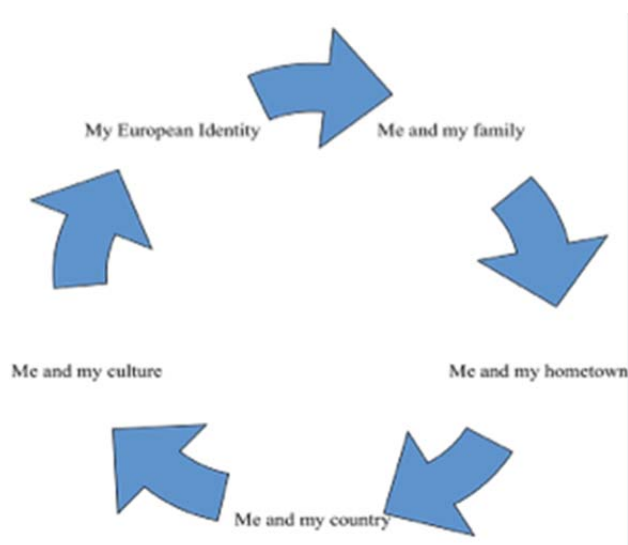 My European Identity
Me and my family
Me and my culture
Me and my hometown
Me and my country